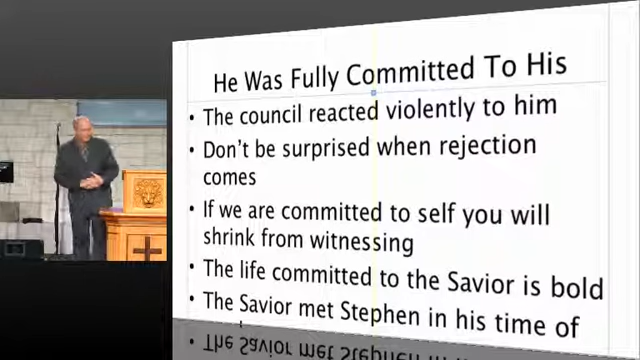 He Was Fully Committed To His
• The council reacted violently to him
• Don't be surprised when rejection
comes
• If we are committed to self you will
shrink from witnessing
• The life committed to the Savior is bold
• The Savior met Stephen in his time of